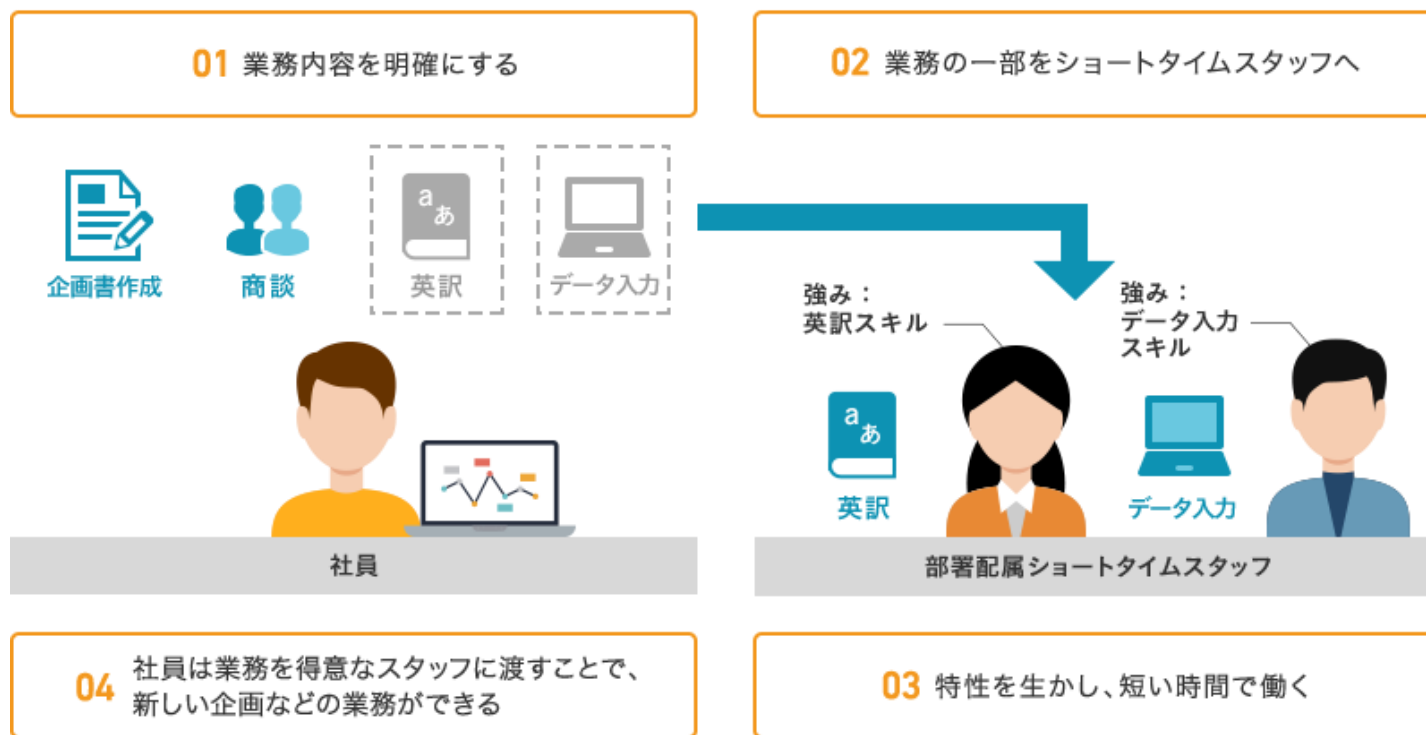 01 業務内容を明確にする
02 業務の一部をショートタイムスタッフへ
企画書作成
商談
aあ
英訳
データ入力
強み：
英訳スキル
強み：
データ入力
スキル
aあ
英訳
データ入力
社員
部署配属ショートタイムスタッフ
04 社員は業務を得意なスタッフに渡すことで、
新しい企画などの業務ができる
03 特性を生かし、短い時間で働く